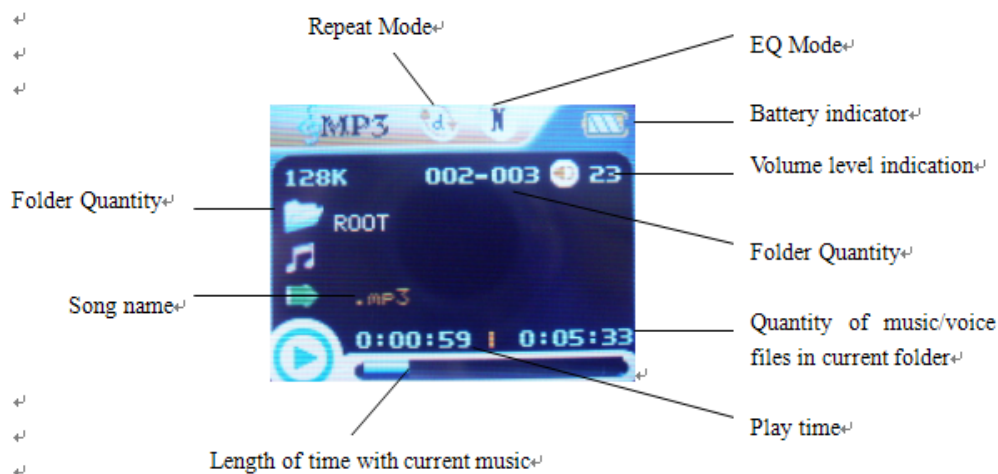 Repeat Mode
EQ Mode
Battery indicator
Volume level indication
Folder Quantity
Folder Quantity
Song name
Quantity of music/voice
files in current folder
Play time
Length of time with current music
MP3
d
N
128K
002-003
23
ROOT
.mp3
0:00:59 | 0:05:33